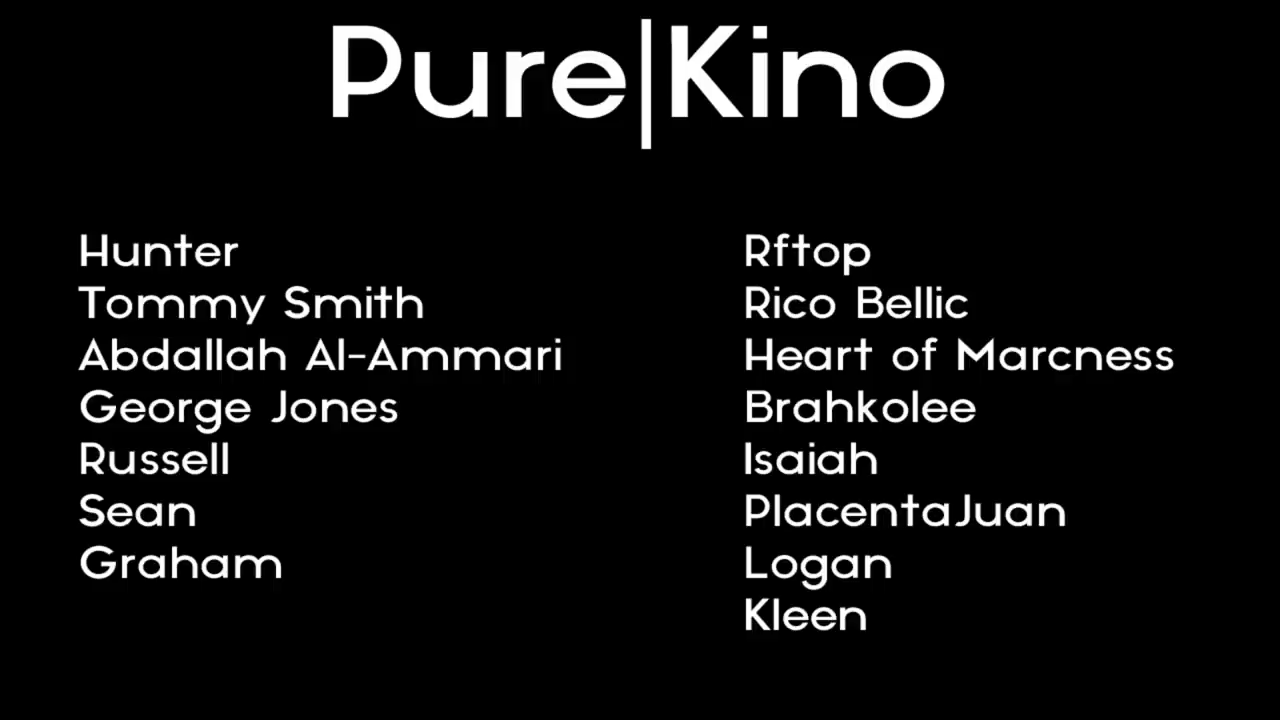 Pure|Kino
Hunter
Tommy Smith
Abdallah Al-Ammari
George Jones
Russell
Sean
Graham
Rftop
Rico Bellic
Heart of Marcness
Brahkolee
Isaiah
PlacentaJuan
Logan
Kleen